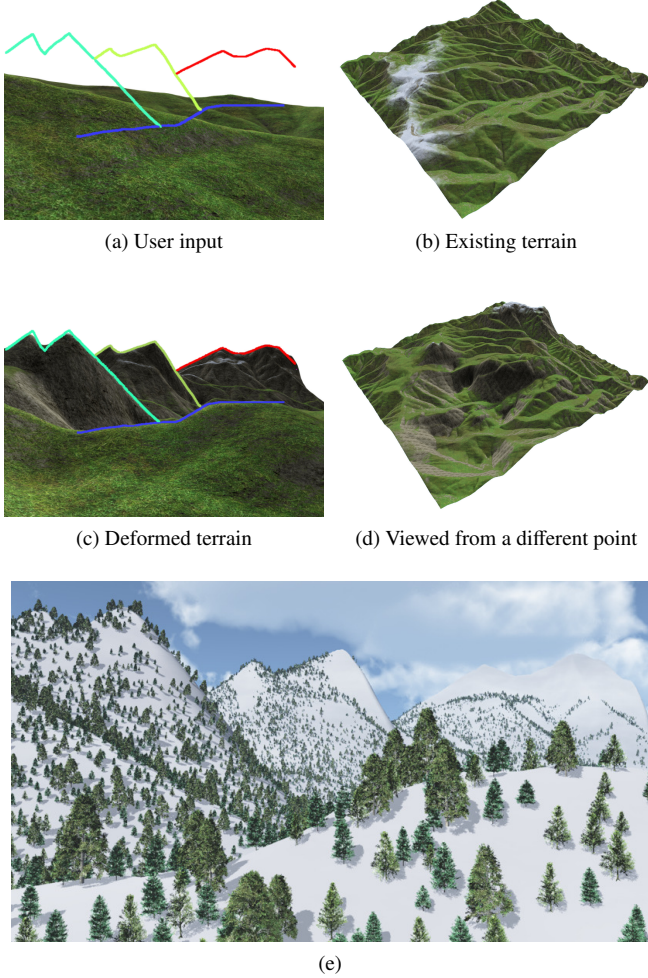 (a) User input
(b) Existing terrain
(c) Deformed terrain
(d) Viewed from a different point
(e)